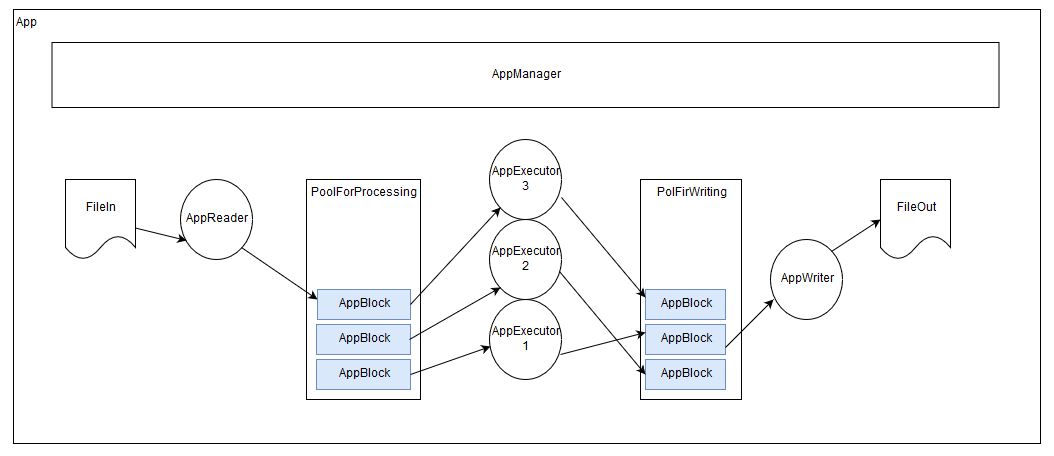 App
AppManager
FileIn
AppReader
PoolForProcessing
AppBlock
AppBlock
AppBlock
AppExecutor
3
AppExecutor
2
AppExecutor
1
PolFirWriting
AppBlock
AppBlock
AppBlock
AppWriter
FileOut